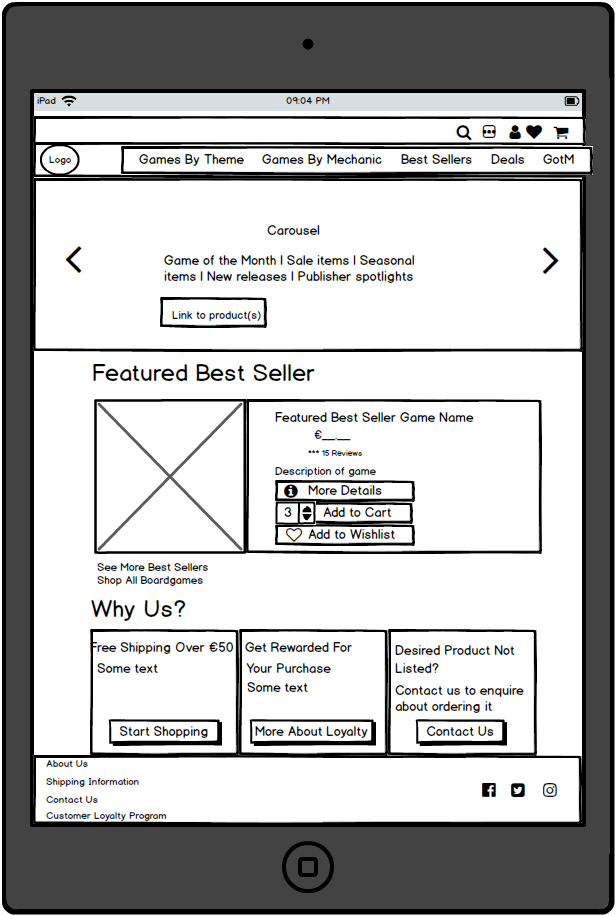 iPad 09:04 PM
Logo
Games By Theme Games By Mechanic Best Sellers Deals GotM
Carousel
Game of the Month | Sale items | Seasonal
items | New releases | Publisher spotlights
Link to product(s)
Featured Best Seller
Featured Best Seller Game Name
€__.__
*** 15 Reviews
Description of game
More Details
3 Add to Cart
Add to Wishlist
See More Best Sellers
Shop All Boardgames
Why Us?
Free Shipping Over €50
Some text
Start Shopping
Get Rewarded For
Your Purchase
Some text
More About Loyalty
Desired Product Not
Listed?
Contact us to enquire
about ordering it
Contact Us
About Us
Shipping Information
Contact Us
Customer Loyalty Program